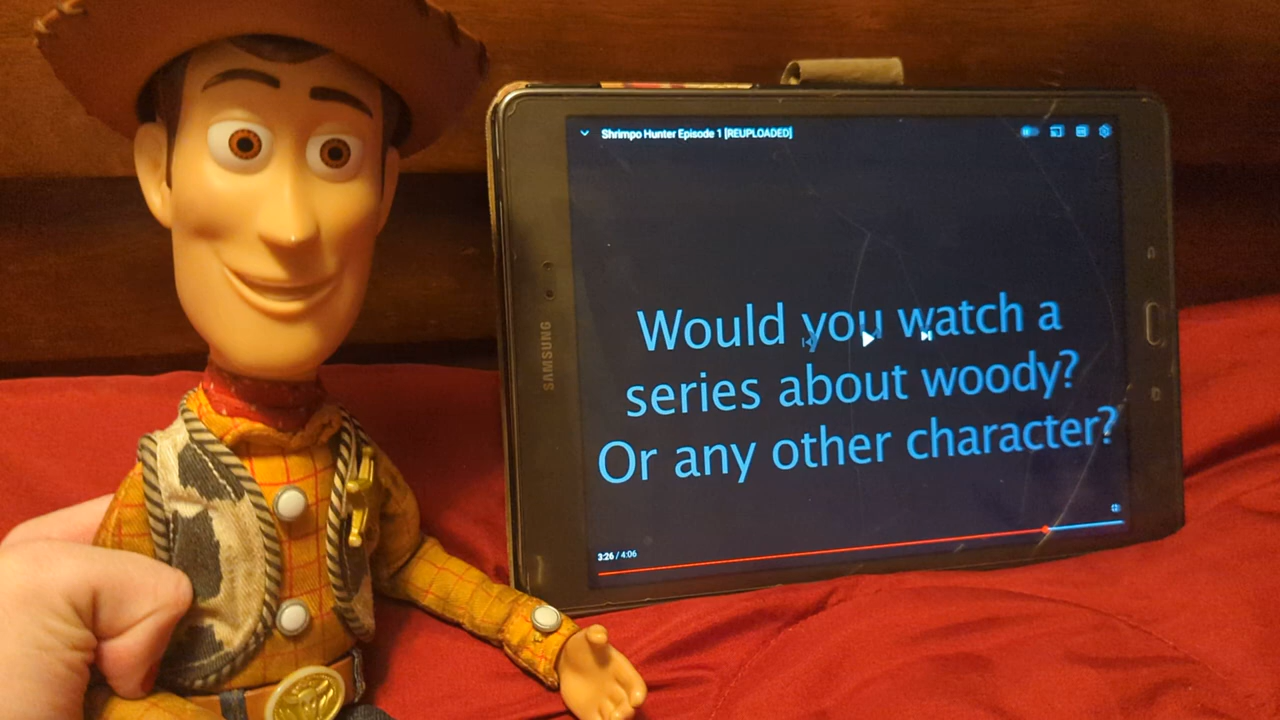 Shrimpo Hunter Episode 1 [REUPLOADED]
SAMSUNG
Would you watch a
series about woody?
Or any other character?
3:26 / 4:06